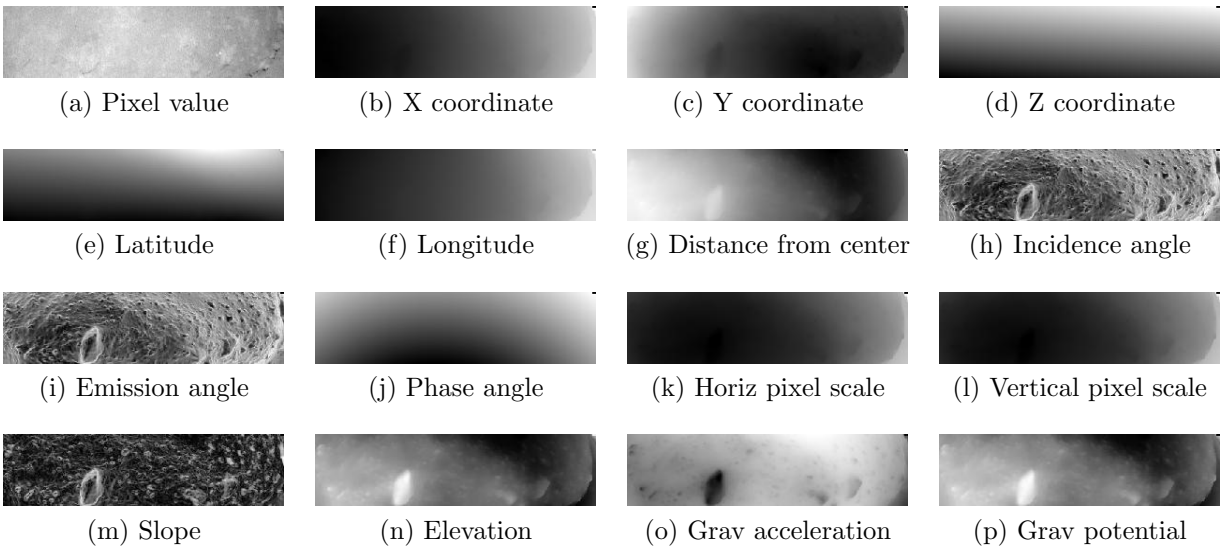 (a) Pixel value
(b) X coordinate
(c) Y coordinate
(d) Z coordinate
(e) Latitude
(f) Longitude
(g) Distance from center
(h) Incidence angle
(i) Emission angle
(j) Phase angle
(k) Horiz pixel scale
(l) Vertical pixel scale
(m) Slope
(n) Elevation
(o) Grav acceleration
(p) Grav potential